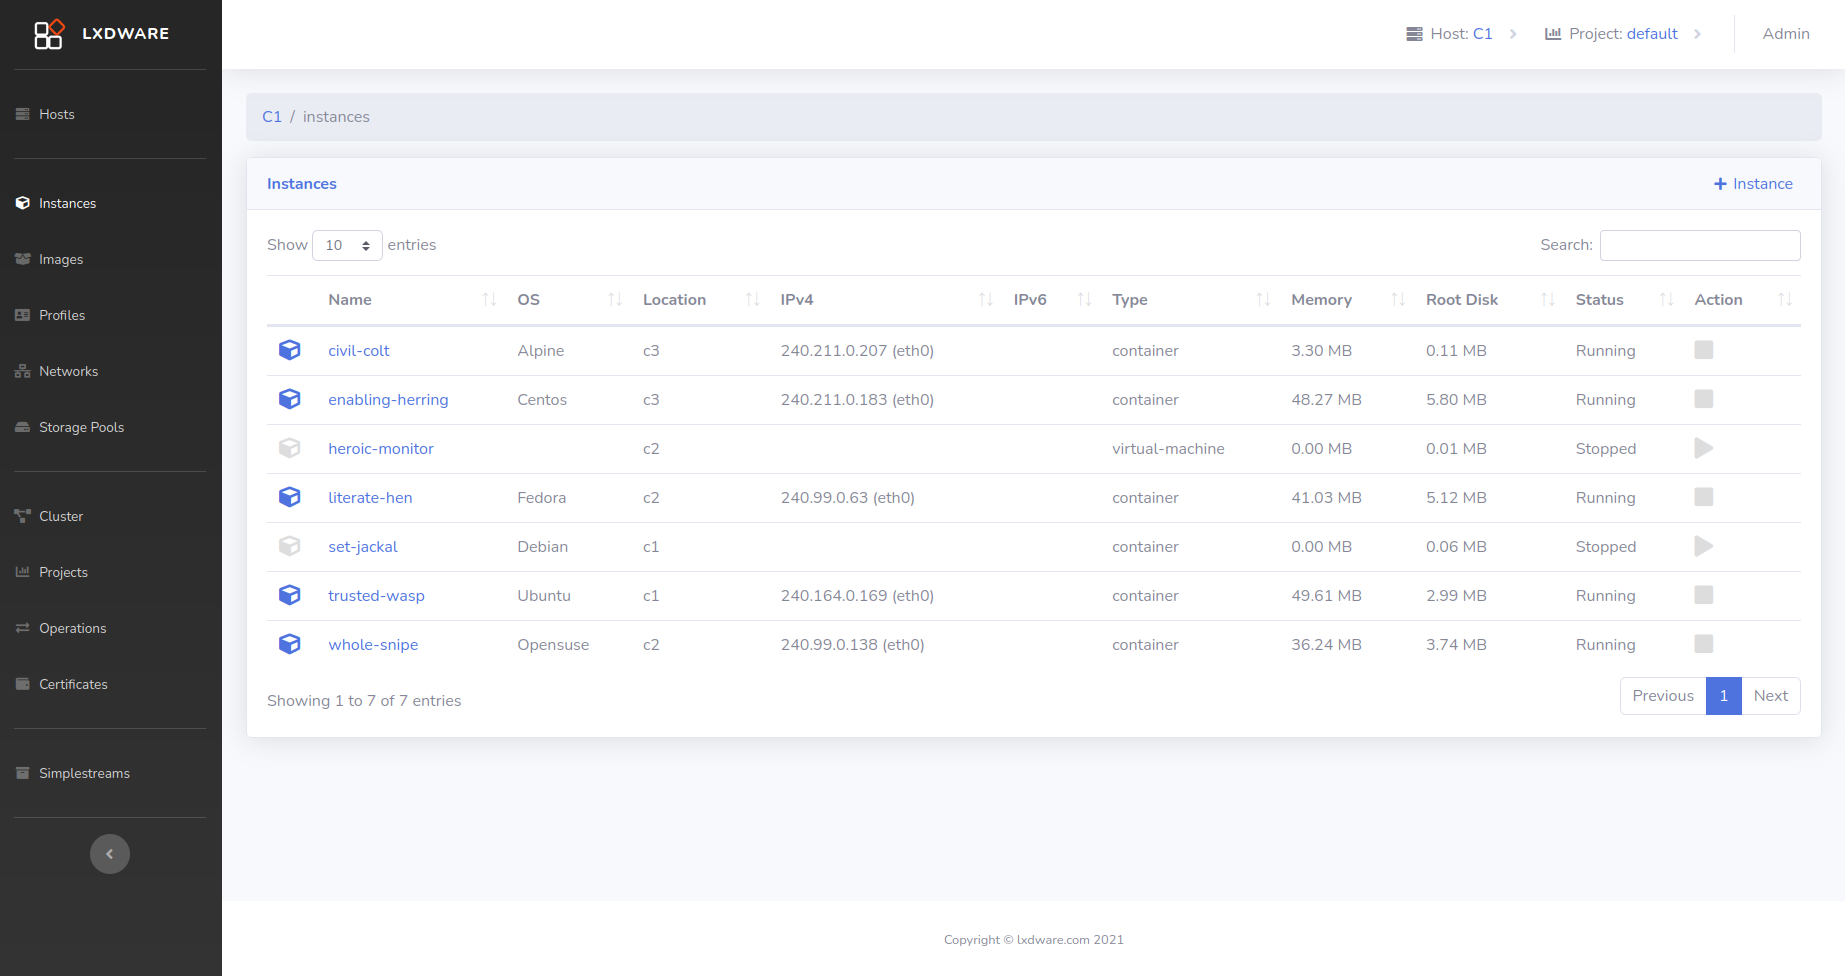 LXDWARE
Host: C1 Project: default Admin
Hosts
Instances
Images
Profiles
Networks
Storage Pools
Cluster
Projects
Operations
Certificates
Simplestreams
C1 / instances
Instances + Instance
Show 10 entries Search:
Name OS Location IPv4 IPv6 Type Memory Root Disk Status Action
civil-colt Alpine c3 240.211.0.207 (eth0) container 3.30 MB 0.11 MB Running
enabling-herring Centos c3 240.211.0.183 (eth0) container 48.27 MB 5.80 MB Running
heroic-monitor c2 virtual-machine 0.00 MB 0.01 MB Stopped
literate-hen Fedora c2 240.99.0.63 (eth0) container 41.03 MB 5.12 MB Running
set-jackal Debian c1 container 0.00 MB 0.06 MB Stopped
trusted-wasp Ubuntu c1 240.164.0.169 (eth0) container 49.61 MB 2.99 MB Running
whole-snipe Opensuse c2 240.99.0.138 (eth0) container 36.24 MB 3.74 MB Running
Showing 1 to 7 of 7 entries Previous 1 Next
Copyright © lxdware.com 2021